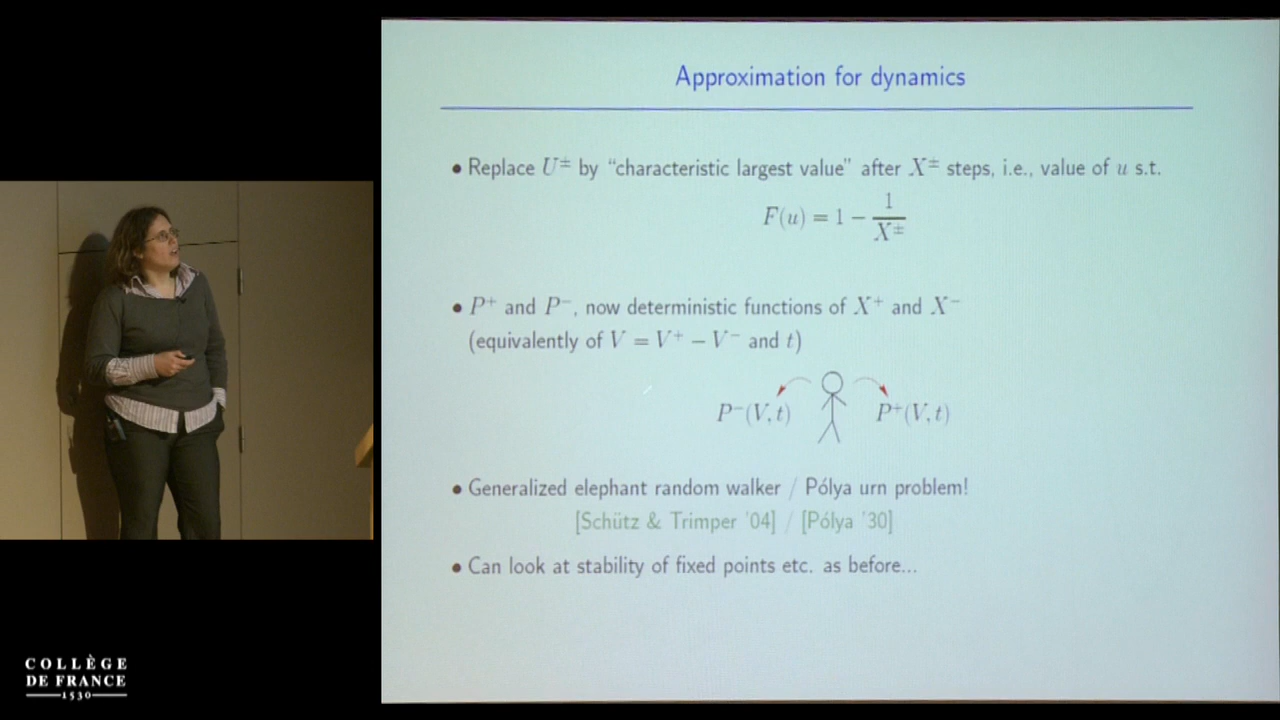 Approximation for dynamics
• Replace U± by “characteristic largest value” after X± steps, i.e., value of u s.t.
F(u) = 1 − 1/X±
• P+ and P−, now deterministic functions of X+ and X−
(equivalently of V = V+ − V− and t)
P−(V, t) P+(V, t)
• Generalized elephant random walker / Pólya urn problem!
[Schütz & Trimper '04] / [Pólya '30]
• Can look at stability of fixed points etc. as before...
COLLÈGE
DE FRANCE
1530